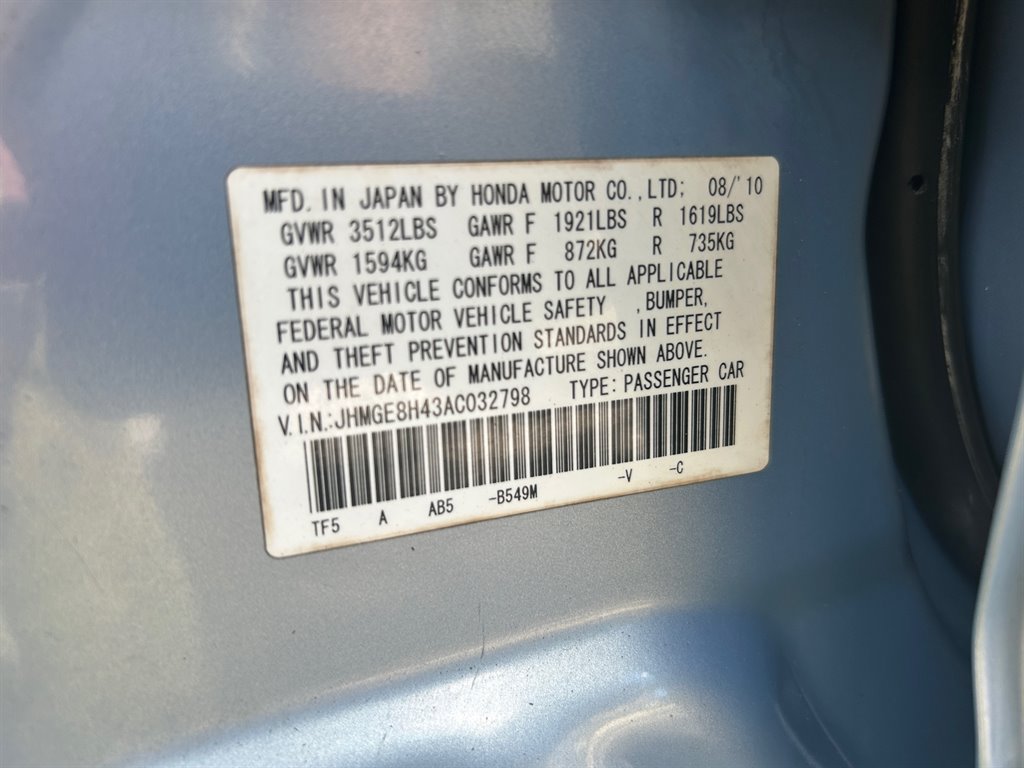 MFD. IN JAPAN BY HONDA MOTOR CO.,LTD; 08/'10
GVWR 3512LBS GAWR F 1921LBS R 1619LBS
GVWR 1594KG GAWR F 872KG R 735KG
THIS VEHICLE CONFORMS TO ALL APPLICABLE
FEDERAL MOTOR VEHICLE SAFETY ,BUMPER,
AND THEFT PREVENTION STANDARDS IN EFFECT
ON THE DATE OF MANUFACTURE SHOWN ABOVE.
V.I.N.:JHMGE8H43AC032798 TYPE: PASSENGER CAR
TF5 A AB5 -B549M -V -C